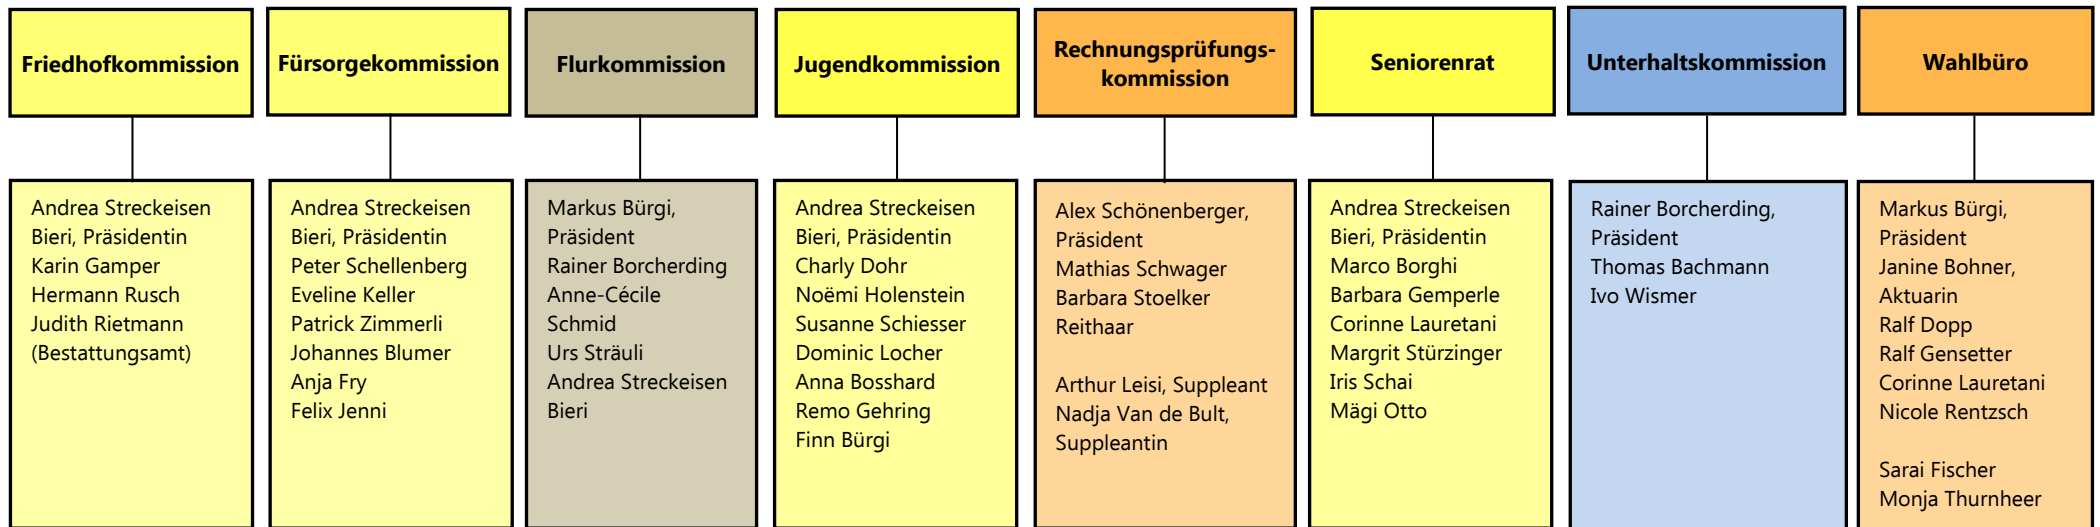 Friedhofkommission
Andrea Streckeisen
Bieri, Präsidentin
Karin Gamper
Hermann Rusch
Judith Rietmann
(Bestattungsamt)
Fürsorgekommission
Andrea Streckeisen
Bieri, Präsidentin
Peter Schellenberg
Eveline Keller
Patrick Zimmerli
Johannes Blumer
Anja Fry
Felix Jenni
Flurkommission
Markus Bürgi,
Präsident
Rainer Borcherding
Anne-Cécile
Schmid
Urs Sträuli
Andrea Streckeisen
Bieri
Jugendkommission
Andrea Streckeisen
Bieri, Präsidentin
Charly Dohr
Noëmi Holenstein
Susanne Schiesser
Dominic Locher
Anna Bosshard
Remo Gehring
Finn Bürgi
Rechnungsprüfungs-
kommission
Alex Schönenberger,
Präsident
Mathias Schwager
Barbara Stoelker
Reithaar
Arthur Leisi, Suppleant
Nadja Van de Bult,
Suppleantin
Seniorenrat
Andrea Streckeisen
Bieri, Präsidentin
Marco Borghi
Barbara Gemperle
Corinne Lauretani
Margrit Stürzinger
Iris Schai
Mägi Otto
Unterhaltskommission
Rainer Borcherding,
Präsident
Thomas Bachmann
Ivo Wismer
Wahlbüro
Markus Bürgi,
Präsident
Janine Bohner,
Aktuarin
Ralf Dopp
Ralf Gensetter
Corinne Lauretani
Nicole Rentzsch
Sarai Fischer
Monja Thurnheer